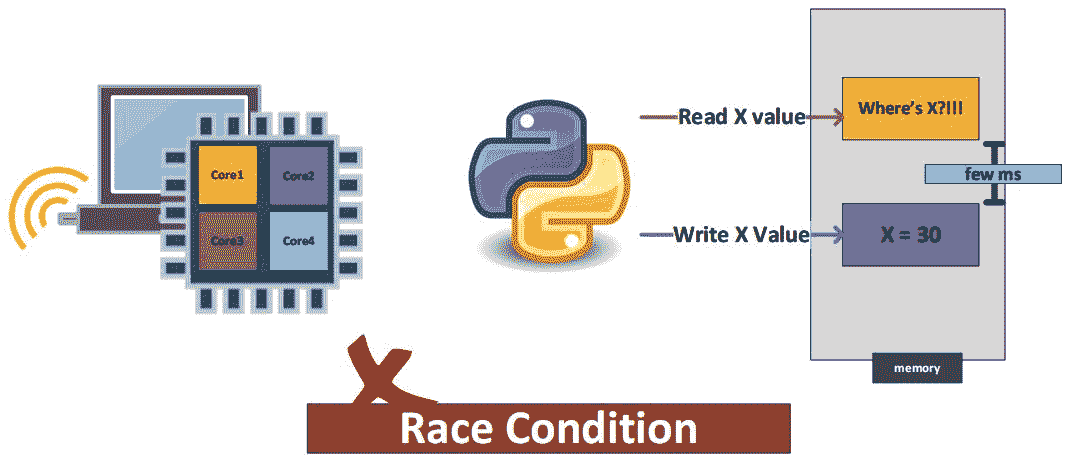 Core1
Core2
Core3
Core4
Read X value
Where's X?!!!
few ms
Write X Value
X = 30
memory
Race Condition